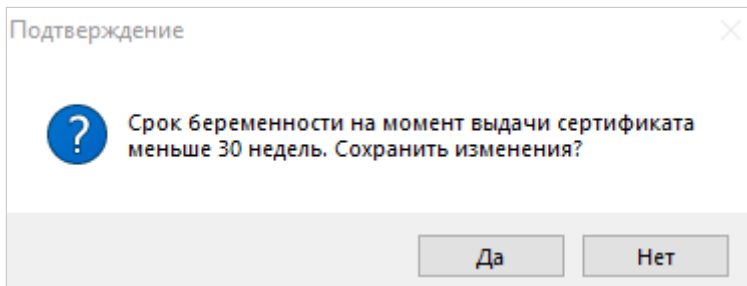 Подтверждение
Срок беременности на момент выдачи сертификата
меньше 30 недель. Сохранить изменения?
Да
Нет